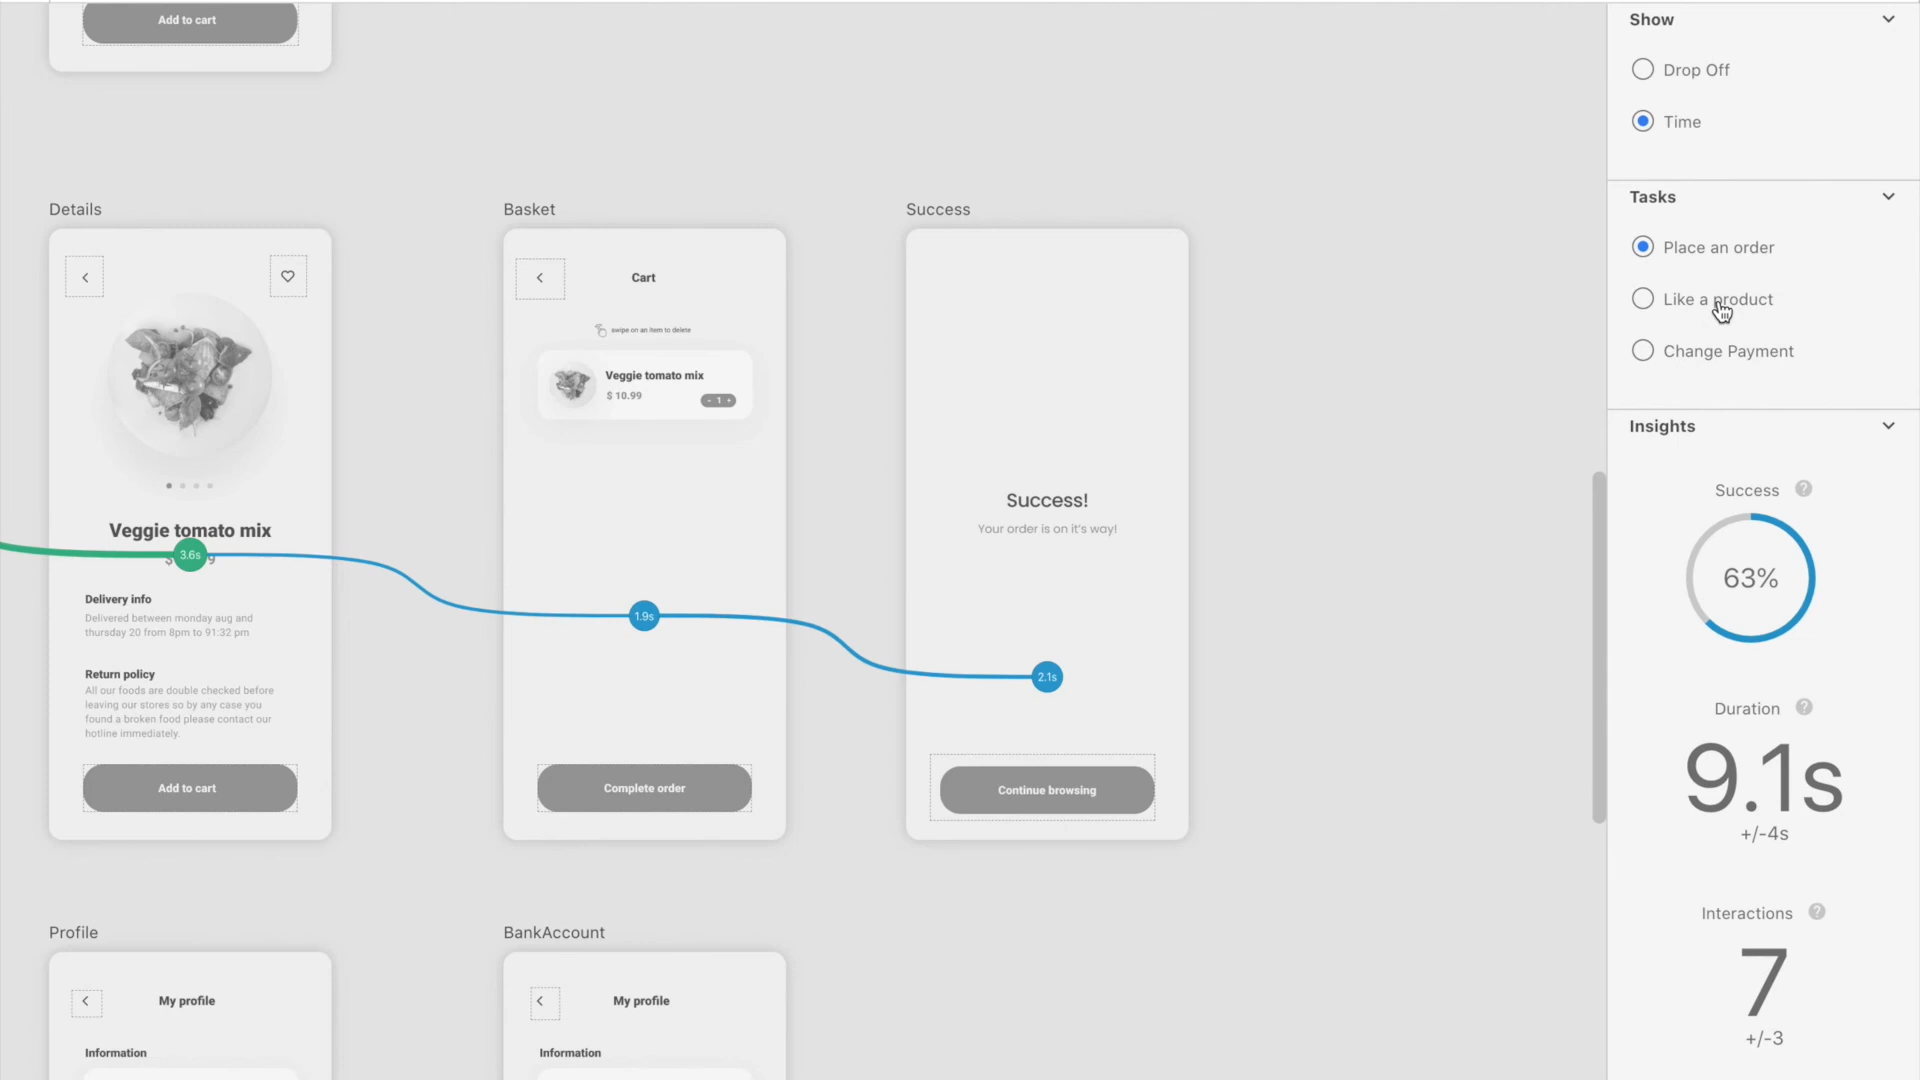 Add to cart
Show
Drop Off
Time
Tasks
Place an order
Like a product
Change Payment
Insights
Success
63%
Duration
9.1s
+/-4s
Interactions
7
+/-3
Details
Veggie tomato mix
3.6s
$ 9
Delivery info
Delivered between monday aug and
thursday 20 from 8pm to 91:32 pm
Return policy
All our foods are double checked before
leaving our stores so by any case you
found a broken food please contact our
hotline immediately.
Add to cart
Basket
Cart
swipe on an item to delete
Veggie tomato mix
$ 10.99
- 1 +
1.9s
Complete order
Success
Success!
Your order is on it's way!
2.1s
Continue browsing
Profile
My profile
Information
BankAccount
My profile
Information